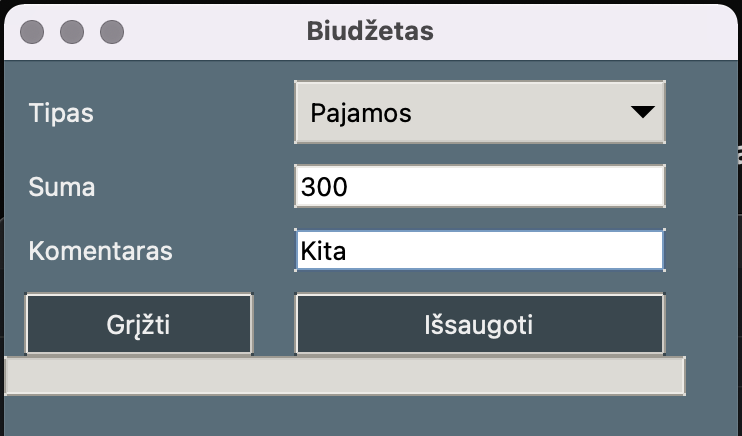 Biudžetas
Tipas Pajamos
Suma 300
Komentaras Kita
Grįžti Išsaugoti